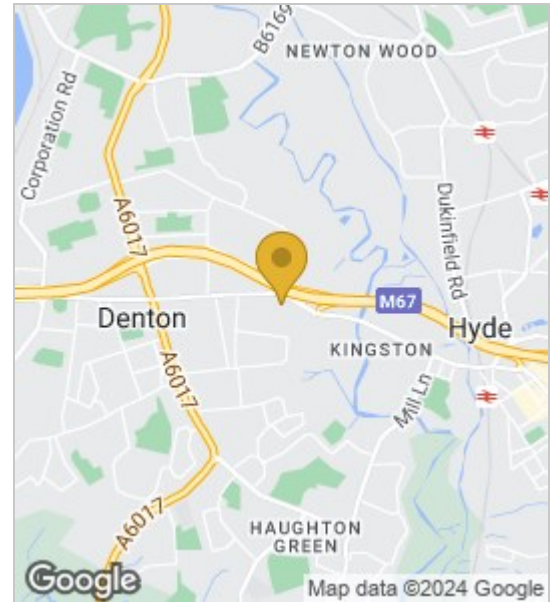 B6169
NEWTON WOOD
Corporation Rd
A6017
Dukinfield Rd
M67
Denton
Hyde
KINGSTON
A6017
Mill Ln
A6017
HAUGHTON
GREEN
Google
Map data ©2024 Google